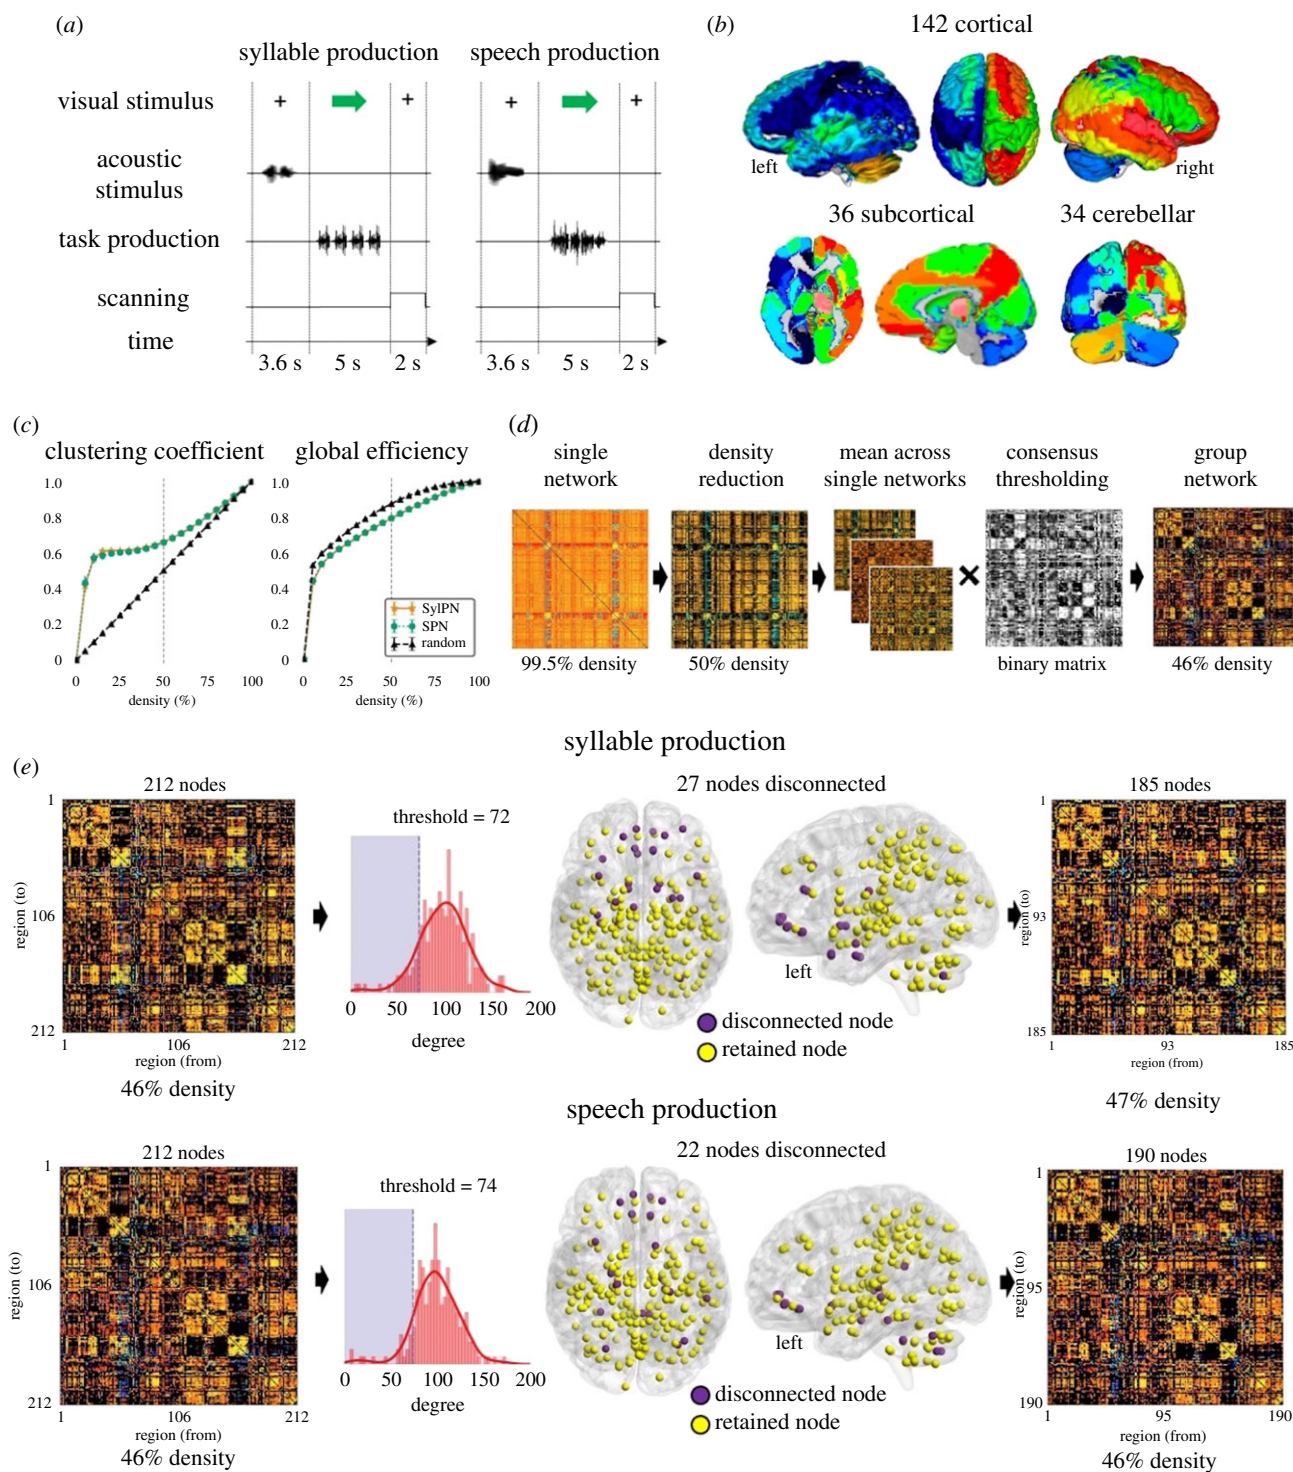 (a)
syllable production
speech production
visual stimulus
+
+
+
+
acoustic
stimulus
task production
scanning
time
3.6 s
5 s
2 s
3.6 s
5 s
2 s
(b)
142 cortical
left
right
36 subcortical
34 cerebellar
(c)
clustering coefficient
global efficiency
1.0
0.8
0.6
0.4
0.2
0
0
25
50
75
100
density (%)
1.0
0.8
0.6
0.4
0.2
0
0
25
50
75
100
density (%)
SylPN
SPN
random
(d)
single
network
density
reduction
mean across
single networks
consensus
thresholding
group
network
99.5% density
50% density
×
binary matrix
46% density
syllable production
(e)
212 nodes
1
106
212
region (to)
1
106
212
region (from)
46% density
threshold = 72
0
50
100
150
200
degree
27 nodes disconnected
left
disconnected node
retained node
185 nodes
1
93
185
region (to)
1
93
185
region (from)
47% density
speech production
212 nodes
1
106
212
region (to)
1
106
212
region (from)
46% density
threshold = 74
0
50
100
150
200
degree
22 nodes disconnected
left
disconnected node
retained node
190 nodes
1
95
190
region (to)
1
95
190
region (from)
46% density